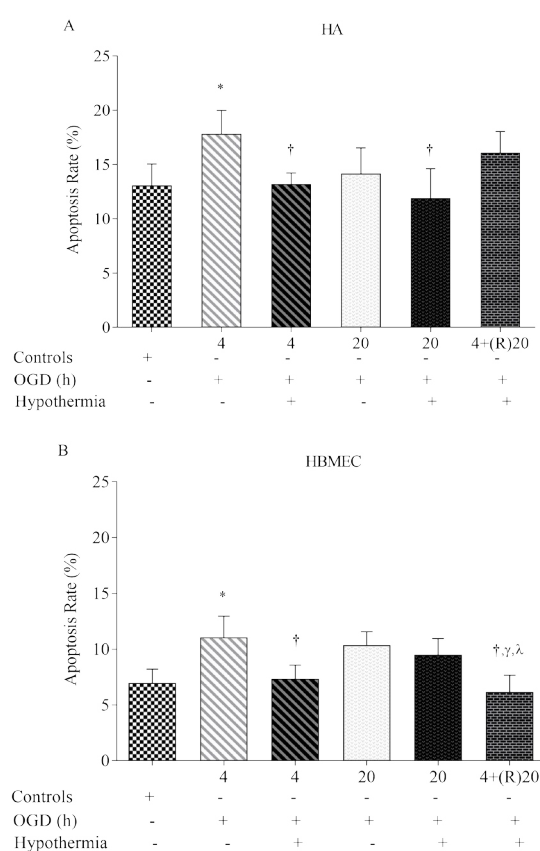 A
HA
25
20
15
10
5
0
Apoptosis Rate (%)
*
†
†
4 4 20 20 4+(R)20
Controls + - - - - -
OGD (h) - + + + + +
Hypothermia - - + - + +
B
HBMEC
25
20
15
10
5
0
Apoptosis Rate (%)
*
†
†,γ,λ
4 4 20 20 4+(R)20
Controls + - - - - -
OGD (h) - + + + + +
Hypothermia - - + - + +